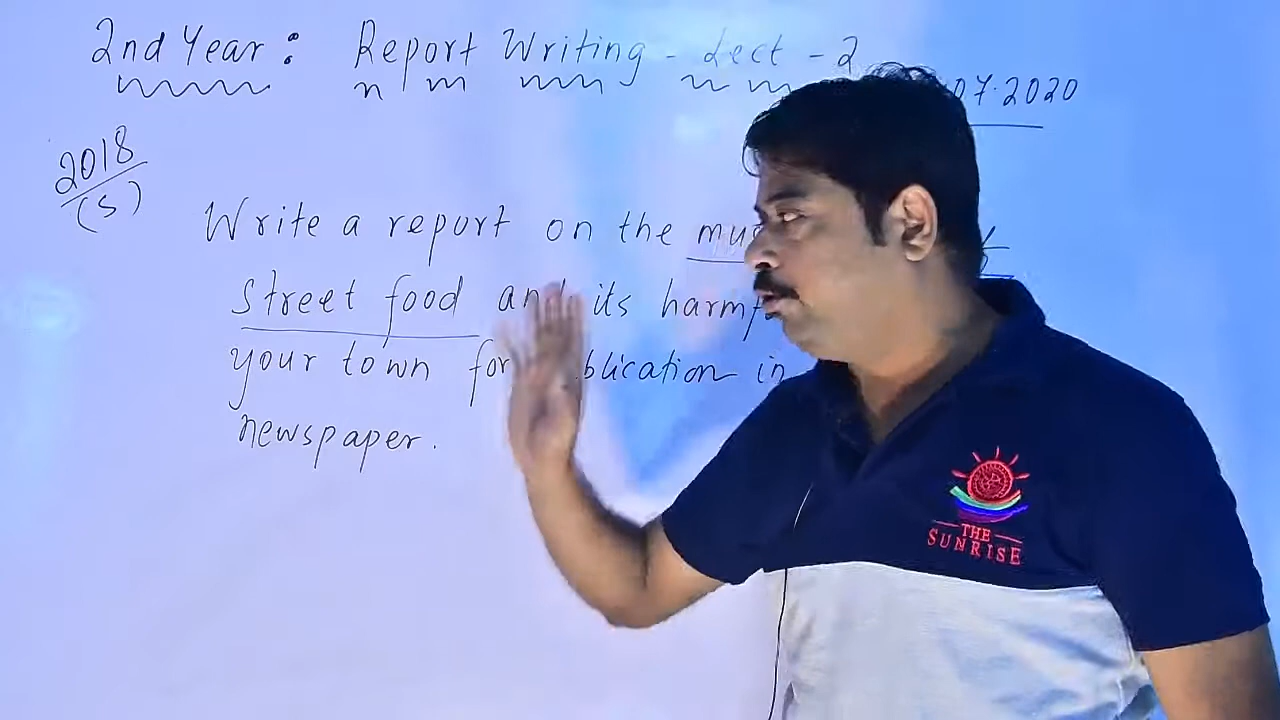 2nd Year : Report Writing - Lect - 2
07.2020
2018
(S)
Write a report on the
Street food and its
your town for in
newspaper.
THE
SUNRISE